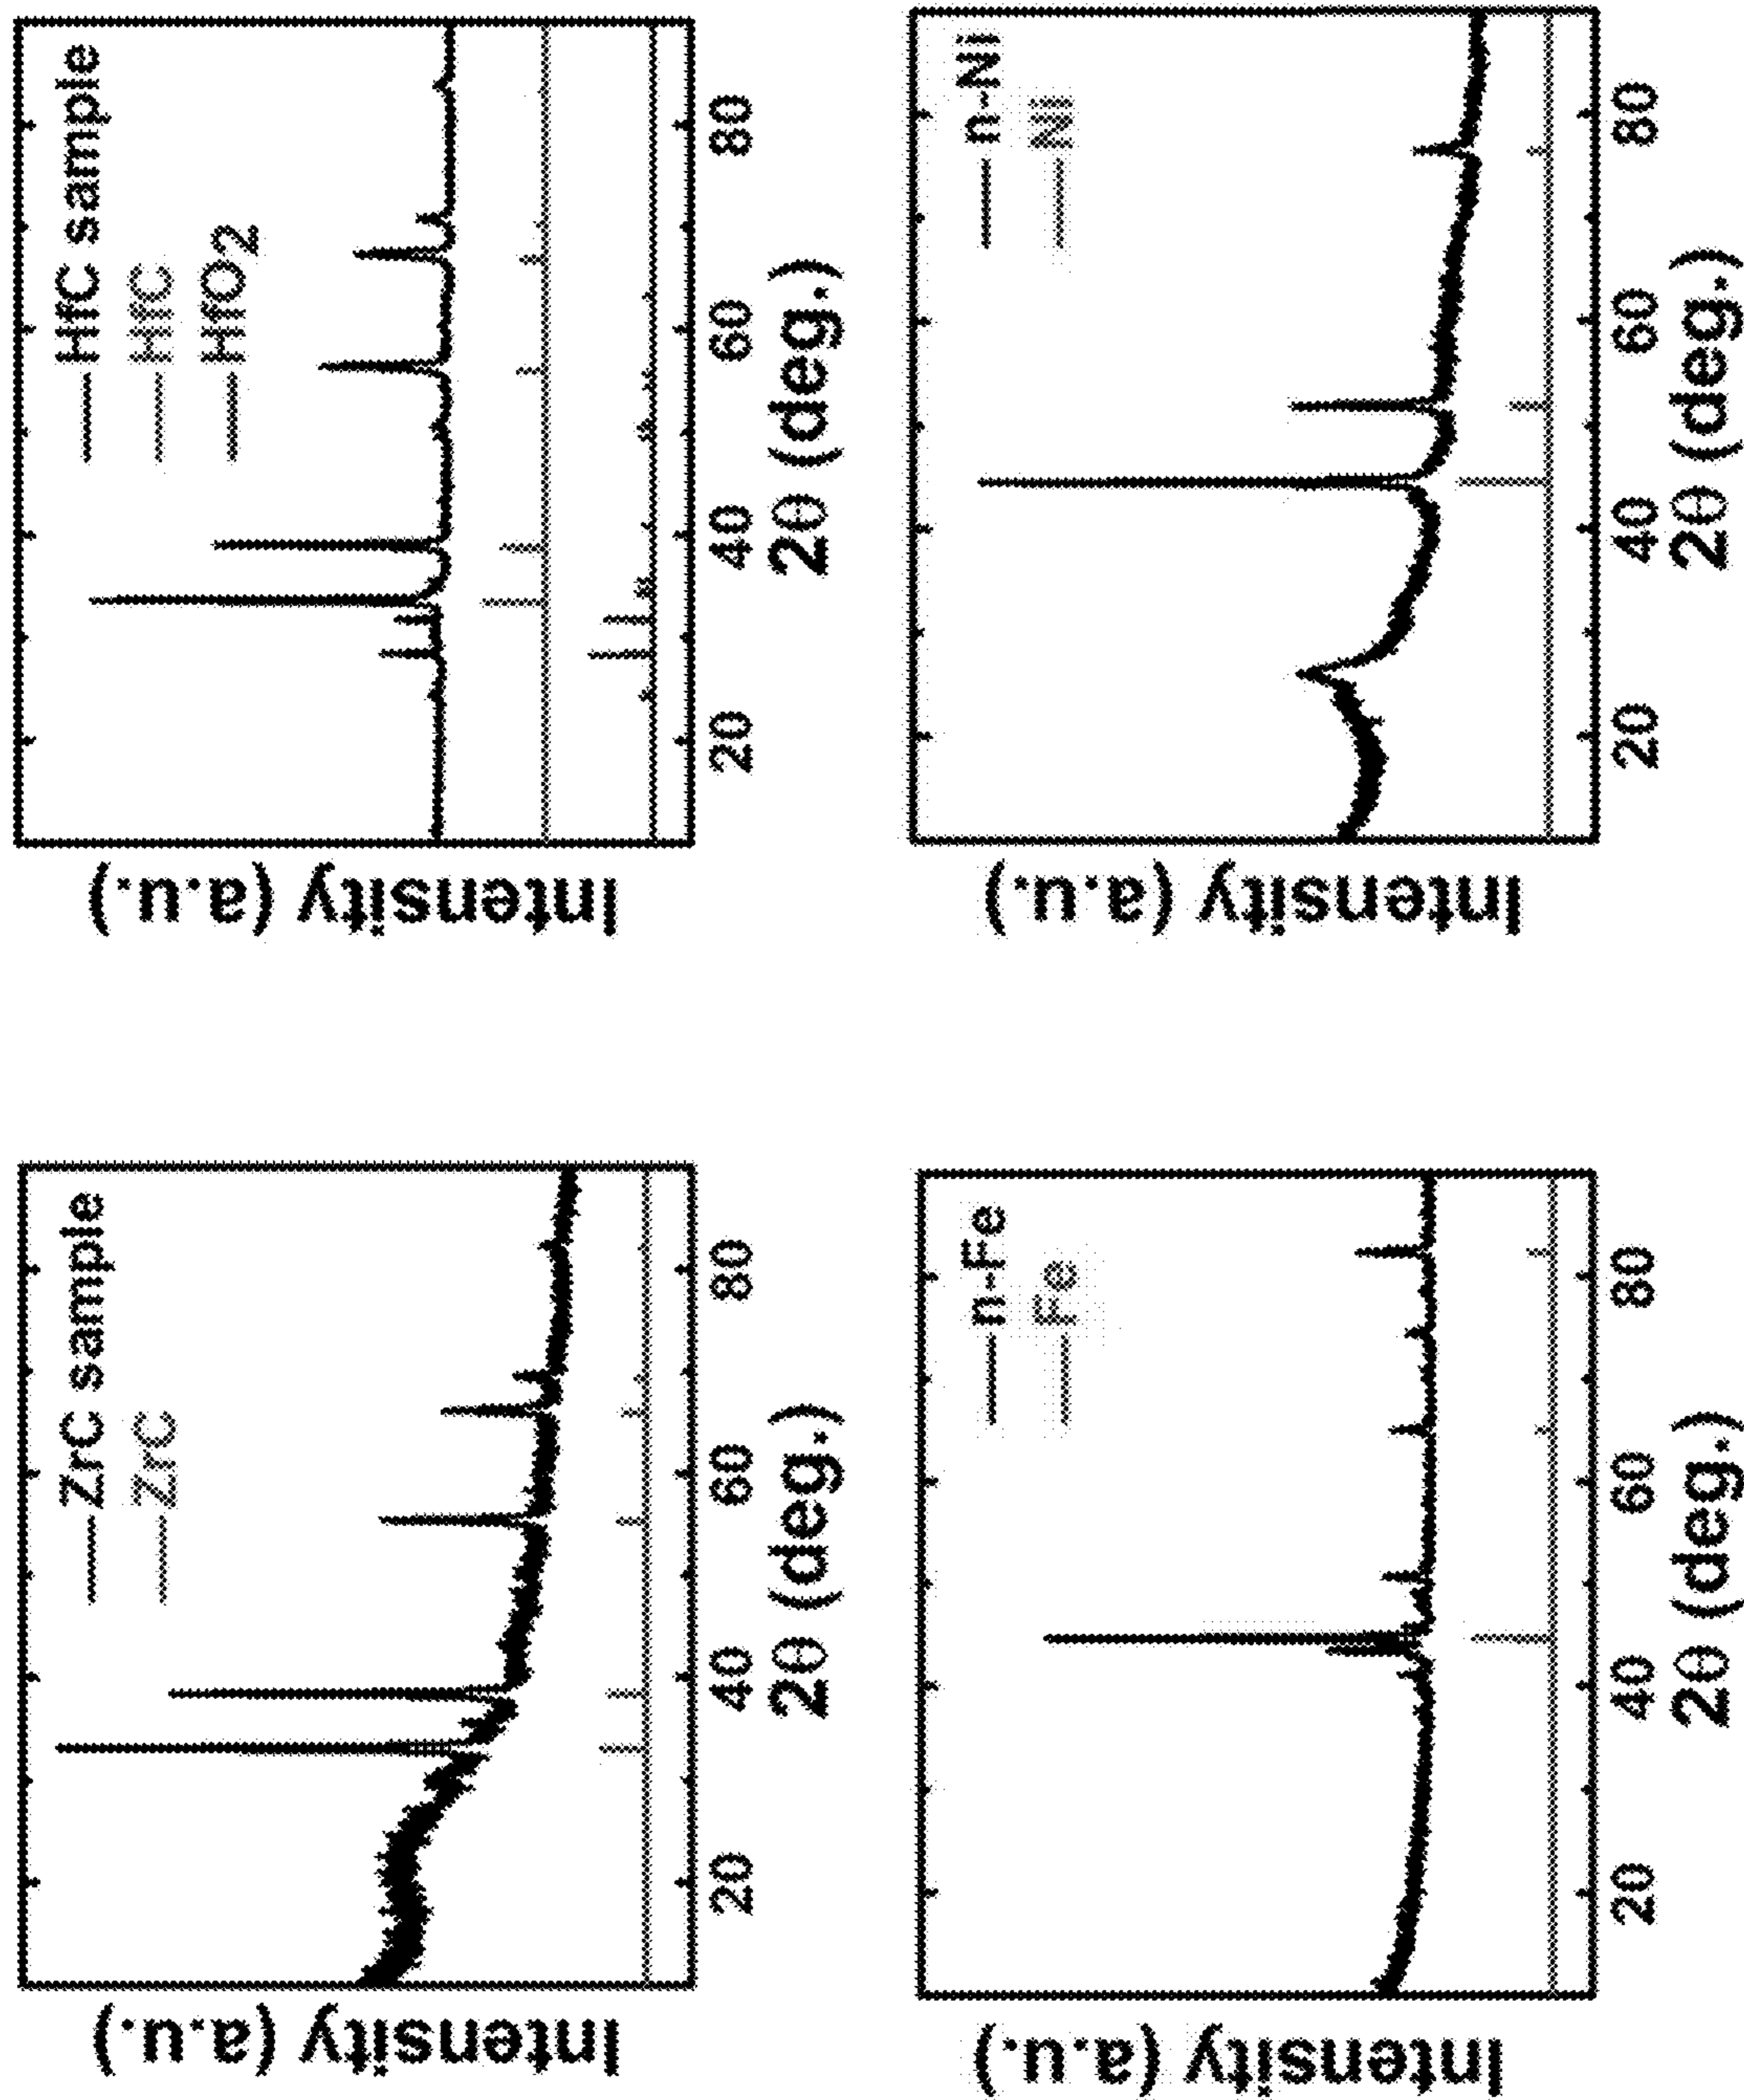 Intensity (a.u.)
ZrC sample
ZrC
20 40 60 80
2θ (deg.)
Intensity (a.u.)
HfC sample
HfC
HfO2
20 40 60 80
2θ (deg.)
Intensity (a.u.)
n-Fe
Fe
20 40 60 80
2θ (deg.)
Intensity (a.u.)
n-Ni
Ni
20 40 60 80
2θ (deg.)